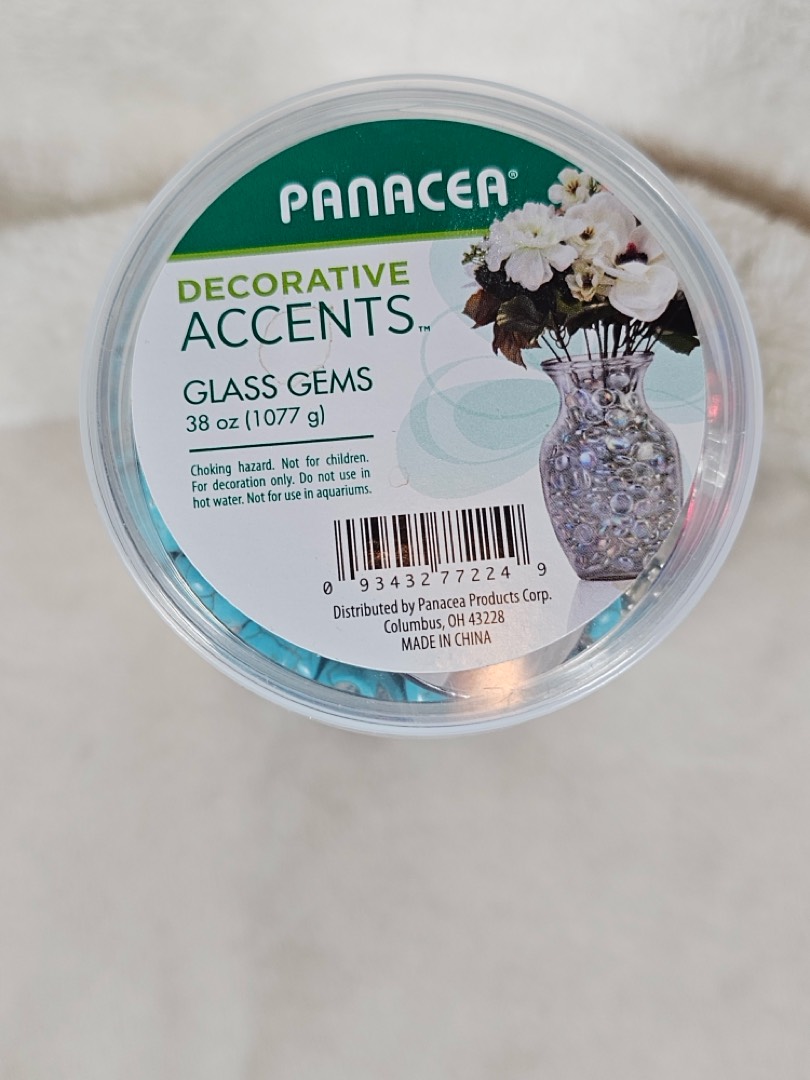 PANACEA®
DECORATIVE
ACCENTS™
GLASS GEMS
38 oz (1077 g)
Choking hazard. Not for children.
For decoration only. Do not use in
hot water. Not for use in aquariums.
0 93432 77224 9
Distributed by Panacea Products Corp.
Columbus, OH 43228
MADE IN CHINA